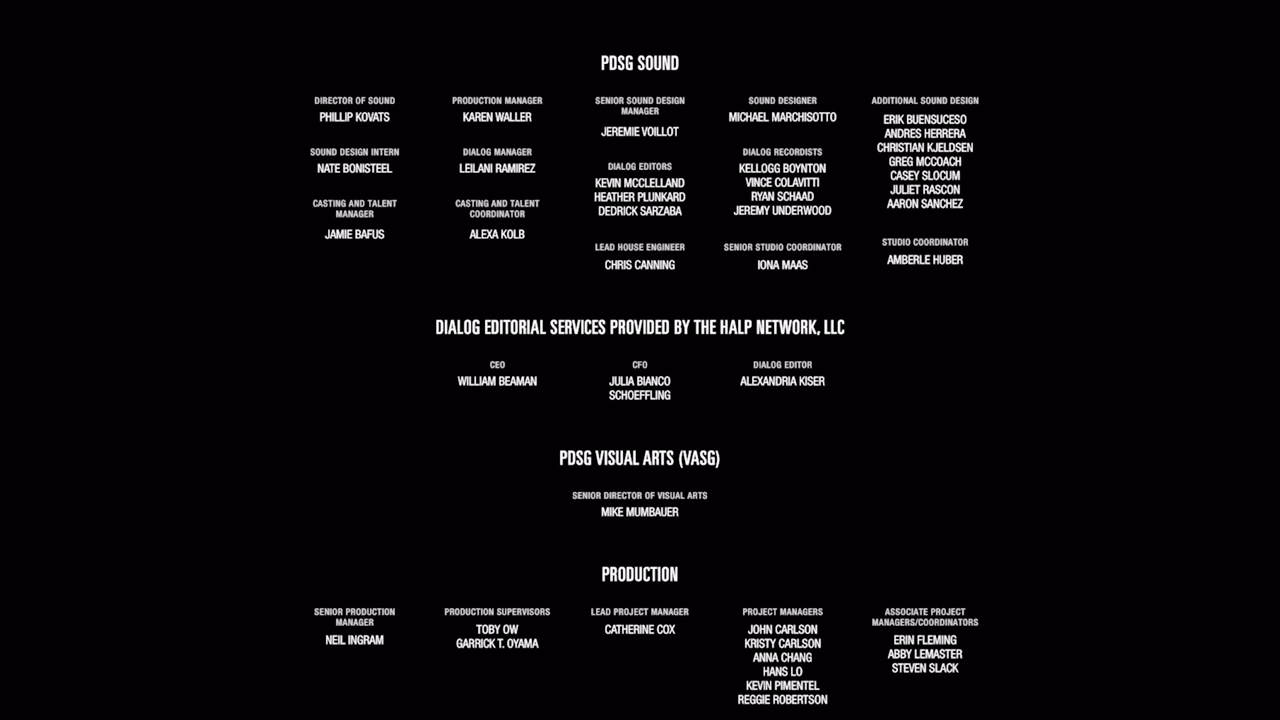 PDSG SOUND
DIRECTOR OF SOUND
PHILLIP KOVATS
SOUND DESIGN INTERN
NATE BONISTEEL
CASTING AND TALENT
MANAGER
JAMIE BAFUS
PRODUCTION MANAGER
KAREN WALLER
DIALOG MANAGER
LEILANI RAMIREZ
CASTING AND TALENT
COORDINATOR
ALEXA KOLB
SENIOR SOUND DESIGN
MANAGER
JEREMIE VOILLOT
DIALOG EDITORS
KEVIN MCCLELLAND
HEATHER PLUNKARD
DEDRICK SARZABA
LEAD HOUSE ENGINEER
CHRIS CANNING
SOUND DESIGNER
MICHAEL MARCHISOTTO
DIALOG RECORDISTS
KELLOGG BOYNTON
VINCE COLAVITTI
RYAN SCHAAD
JEREMY UNDERWOOD
SENIOR STUDIO COORDINATOR
IONA MAAS
ADDITIONAL SOUND DESIGN
ERIK BUENSUCESO
ANDRES HERRERA
CHRISTIAN KJELDSEN
GREG MCCOACH
CASEY SLOCUM
JULIET RASCON
AARON SANCHEZ
STUDIO COORDINATOR
AMBERLE HUBER
DIALOG EDITORIAL SERVICES PROVIDED BY THE HALP NETWORK, LLC
CEO
WILLIAM BEAMAN
CFO
JULIA BIANCO
SCHOEFFLING
DIALOG EDITOR
ALEXANDRIA KISER
PDSG VISUAL ARTS (VASG)
SENIOR DIRECTOR OF VISUAL ARTS
MIKE MUMBAUER
PRODUCTION
SENIOR PRODUCTION
MANAGER
NEIL INGRAM
PRODUCTION SUPERVISORS
TOBY OW
GARRICK T. OYAMA
LEAD PROJECT MANAGER
CATHERINE COX
PROJECT MANAGERS
JOHN CARLSON
KRISTY CARLSON
ANNA CHANG
HANS LO
KEVIN PIMENTEL
REGGIE ROBERTSON
ASSOCIATE PROJECT
MANAGERS/COORDINATORS
ERIN FLEMING
ABBY LEMASTER
STEVEN SLACK